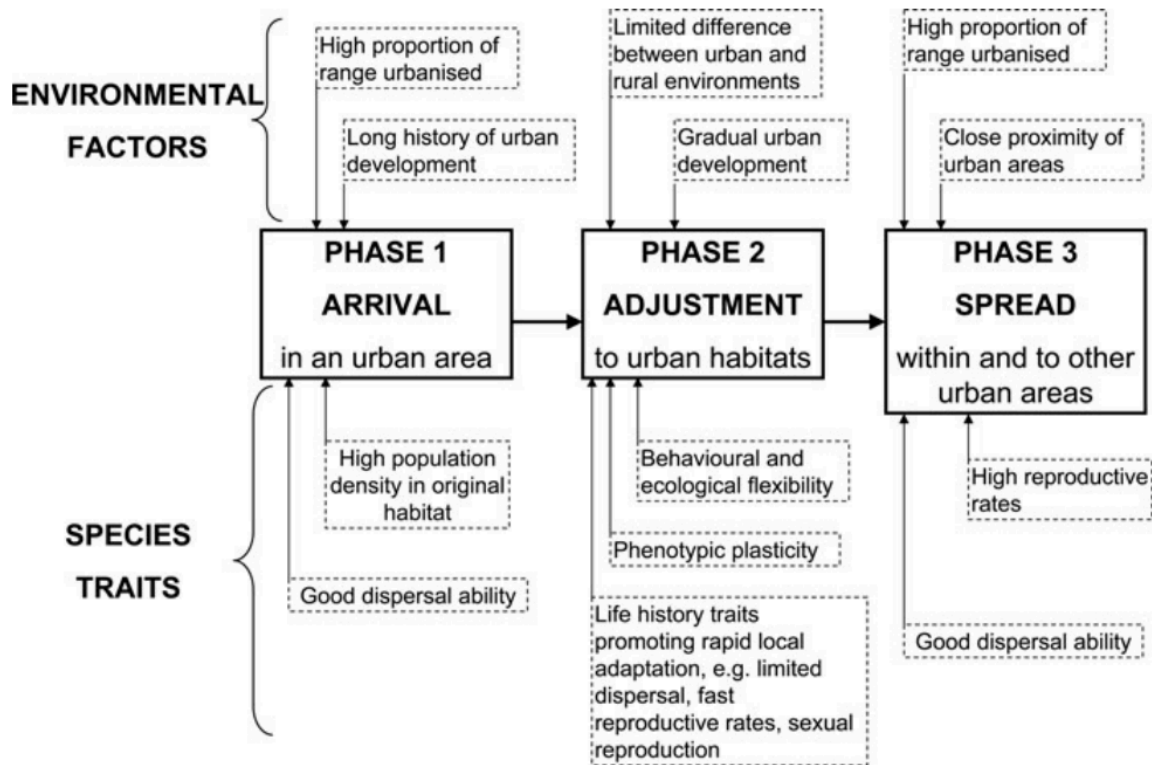 ENVIRONMENTAL
FACTORS
High proportion of
range urbanised
Long history of urban
development
Limited difference
between urban and
rural environments
Gradual urban
development
High proportion of
range urbanised
Close proximity of
urban areas
PHASE 1
ARRIVAL
in an urban area
PHASE 2
ADJUSTMENT
to urban habitats
PHASE 3
SPREAD
within and to other
urban areas
SPECIES
TRAITS
High population
density in original
habitat
Good dispersal ability
Behavioural and
ecological flexibility
Phenotypic plasticity
Life history traits
promoting rapid local
adaptation, e.g. limited
dispersal, fast
reproductive rates, sexual
reproduction
High reproductive
rates
Good dispersal ability